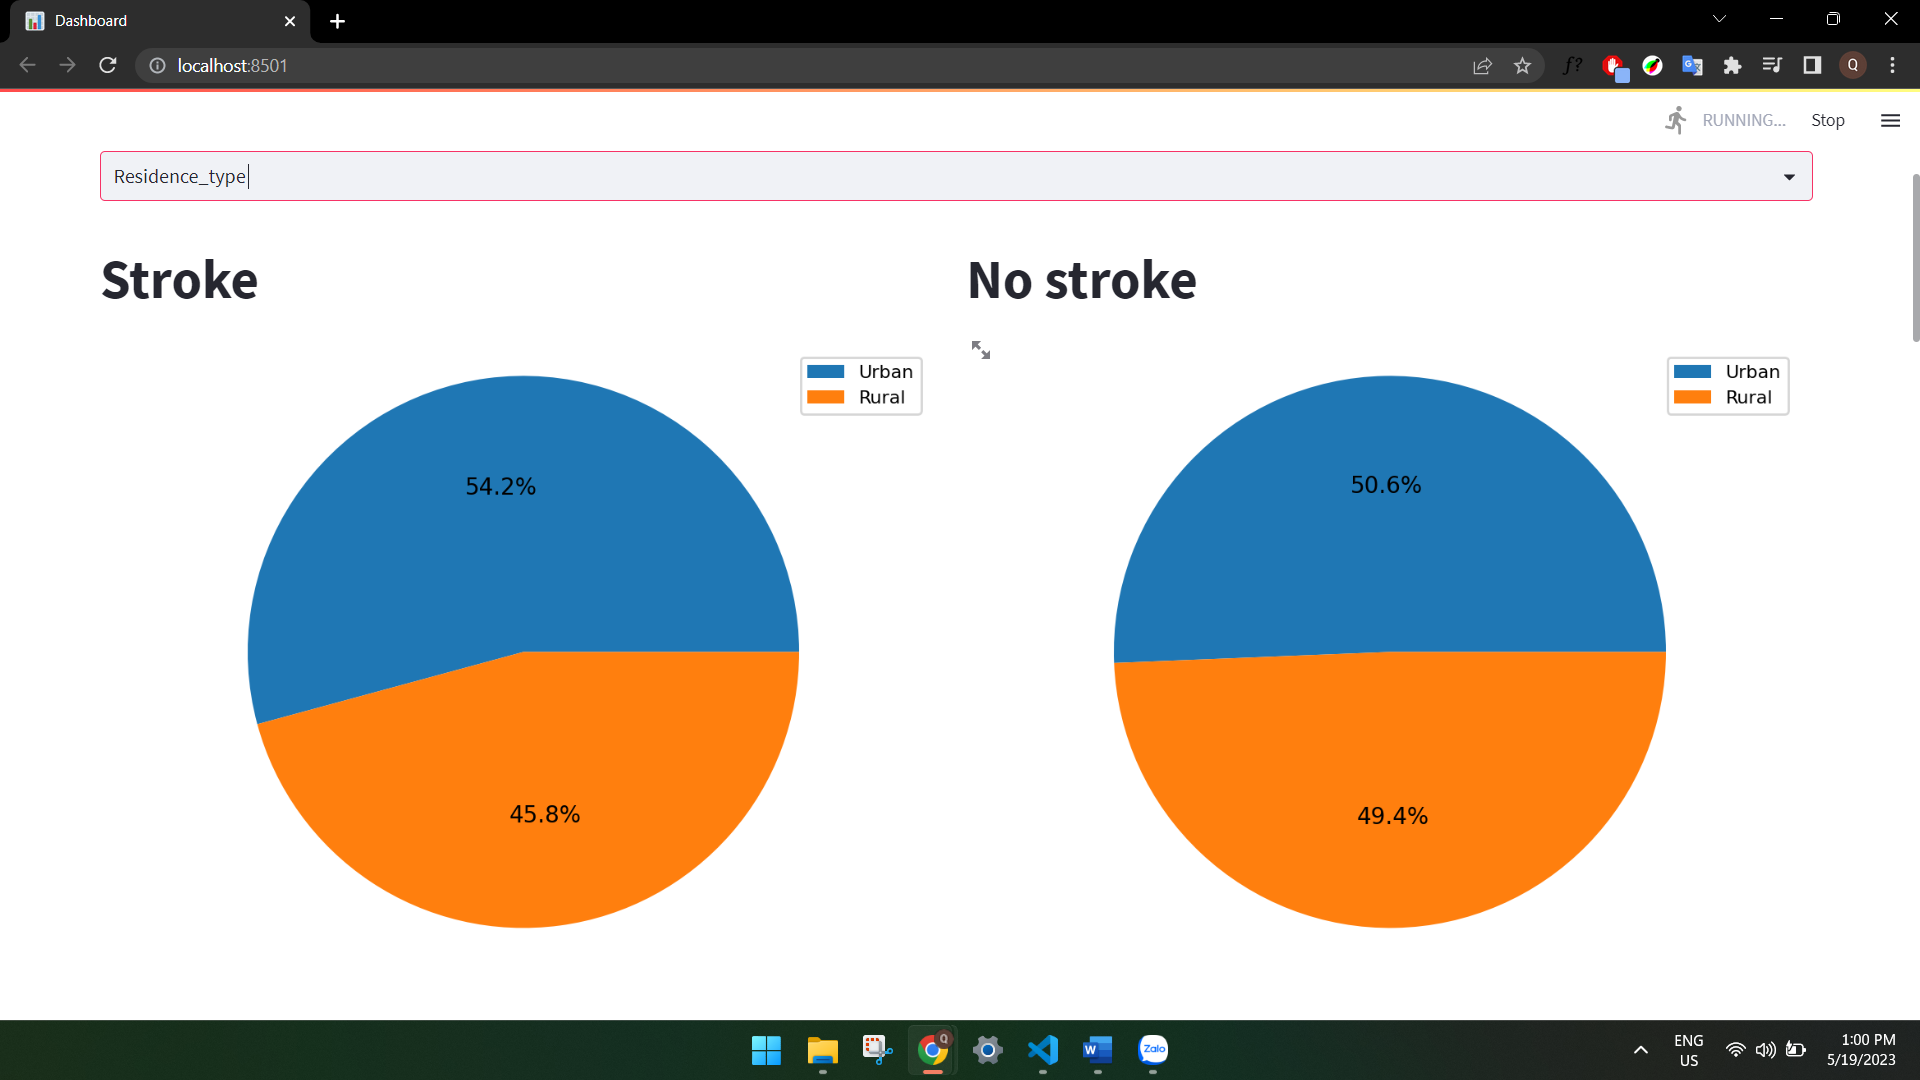 Dashboard
localhost:8501
f?
Q
RUNNING...
Stop
Residence_type
Stroke
No stroke
Urban
Rural
54.2%
45.8%
Urban
Rural
50.6%
49.4%
Q
W
Zalo
ENG
US
1:00 PM
5/19/2023